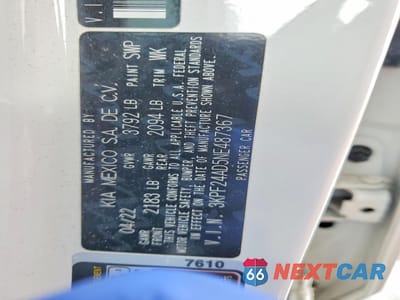 MANUFACTURED BY
KIA MEXICO S.A. DE C.V.
04/22 GVWR 3792 LB PAINT SWP
GAWR 2183 LB GAWR 2094 LB TRIM WK
THIS VEHICLE CONFORMS TO ALL APPLICABLE U.S.A. FEDERAL
MOTOR VEHICLE SAFETY, BUMPER, AND THEFT PREVENTION STANDARDS
IN EFFECT ON THE DATE OF MANUFACTURE SHOWN ABOVE.
V.I.N: 3KPF24AD5NE487367
PASSENGER CAR
7610
V.I.
66 NEXTCAR